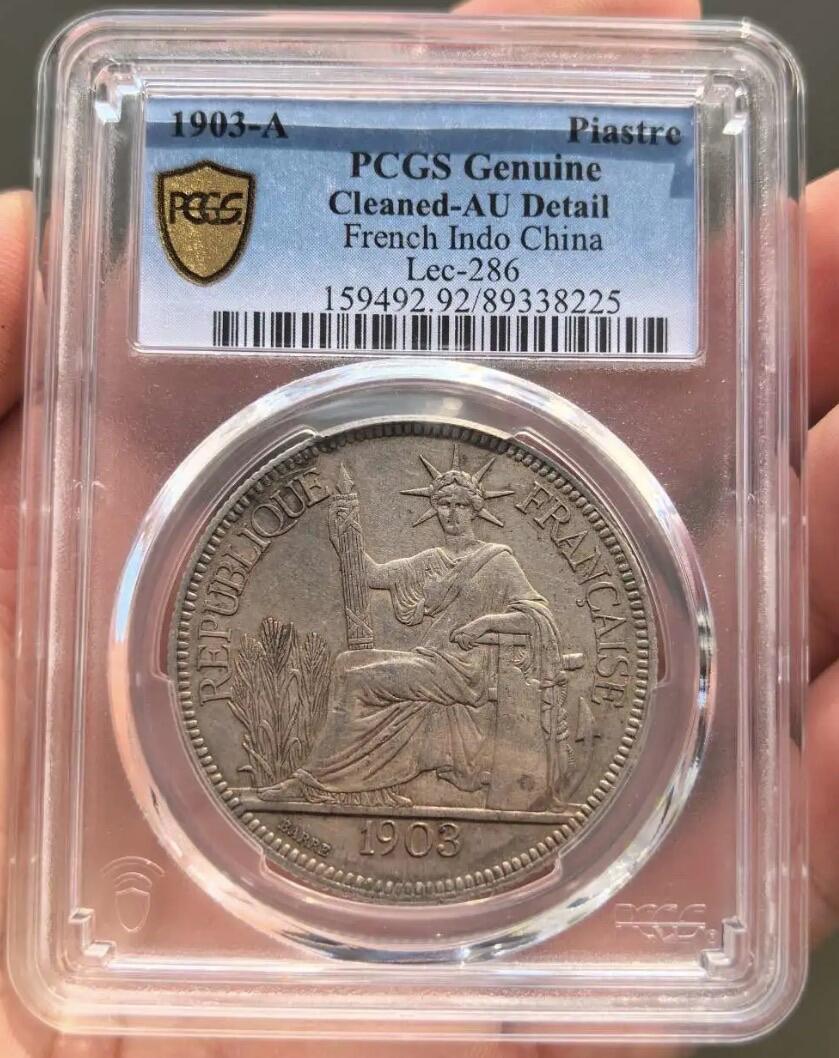 1903-A Piastre
PCGS
PCGS Genuine
Cleaned-AU Detail
French Indo China
Lec-286
159492.92/89338225
REPUBLIQUE FRANÇAISE
BARRE
1903
PCGS